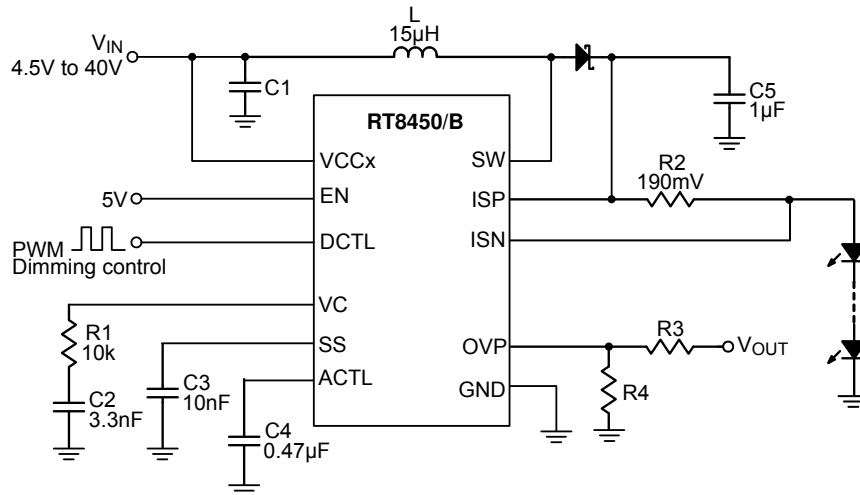 L
15µH
VIN
4.5V to 40V
C1
C5
1µF
RT8450/B
VCCx
SW
R2
190mV
5V
EN
ISP
ISN
PWM
Dimming control
DCTL
VC
R1
10k
SS
OVP
R3
VOUT
C2
3.3nF
C3
10nF
ACTL
GND
R4
C4
0.47µF